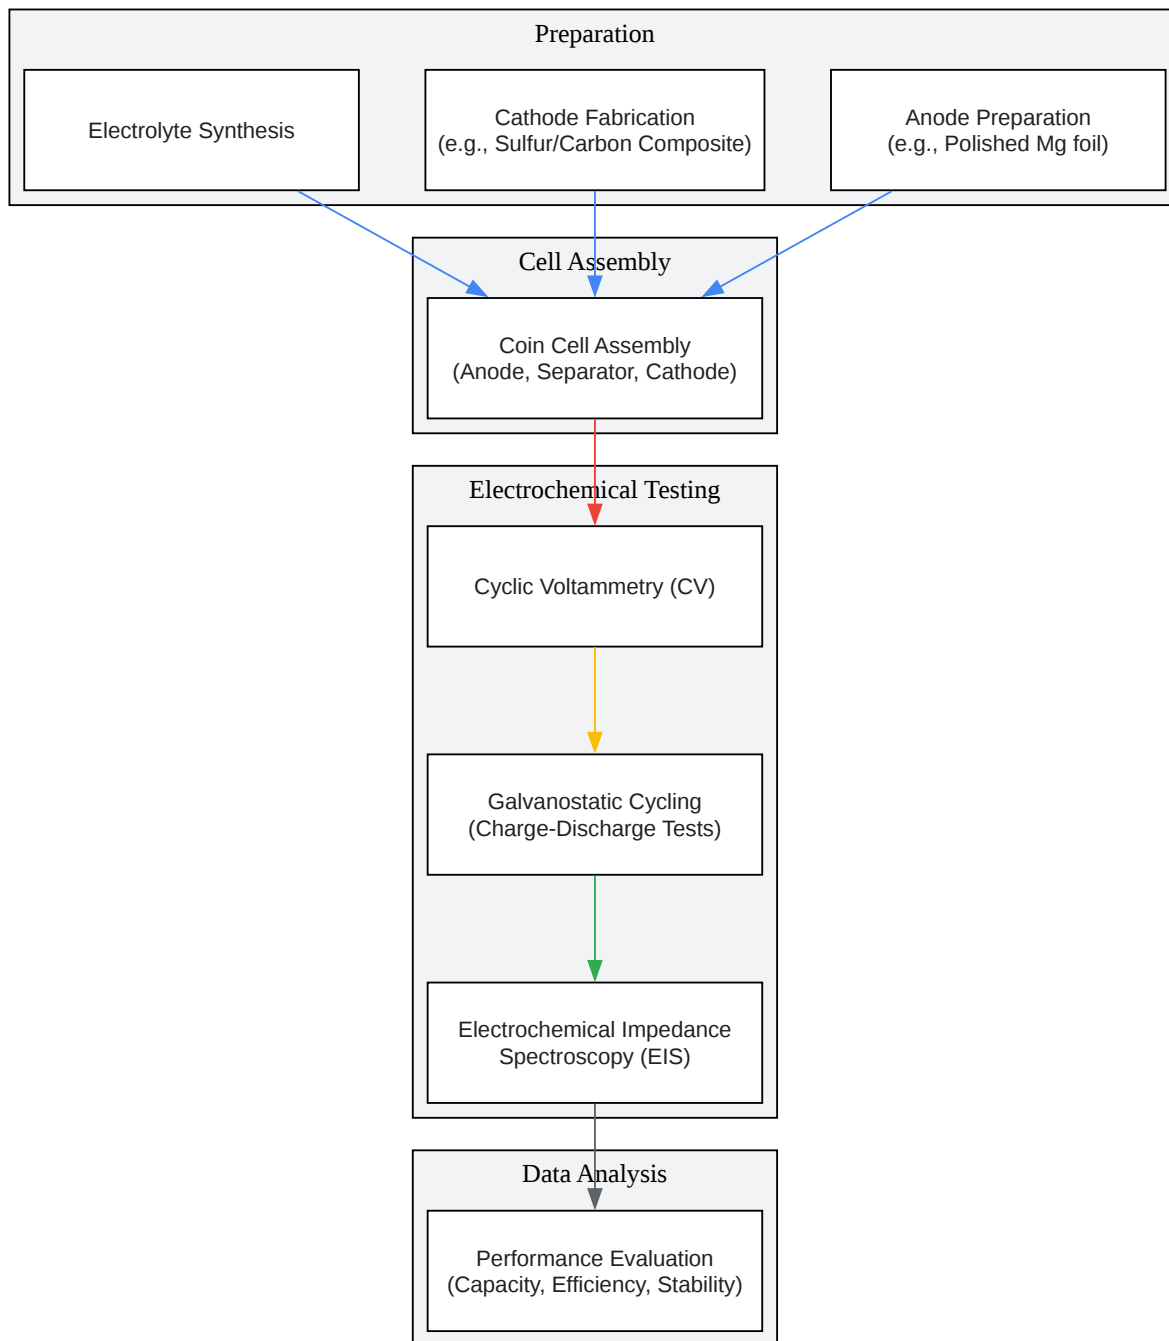 Preparation
Electrolyte Synthesis
Cathode Fabrication
(e.g., Sulfur/Carbon Composite)
Anode Preparation
(e.g., Polished Mg foil)
Cell Assembly
Coin Cell Assembly
(Anode, Separator, Cathode)
Electrochemical Testing
Cyclic Voltammetry (CV)
Galvanostatic Cycling
(Charge-Discharge Tests)
Electrochemical Impedance
Spectroscopy (EIS)
Data Analysis
Performance Evaluation
(Capacity, Efficiency, Stability)